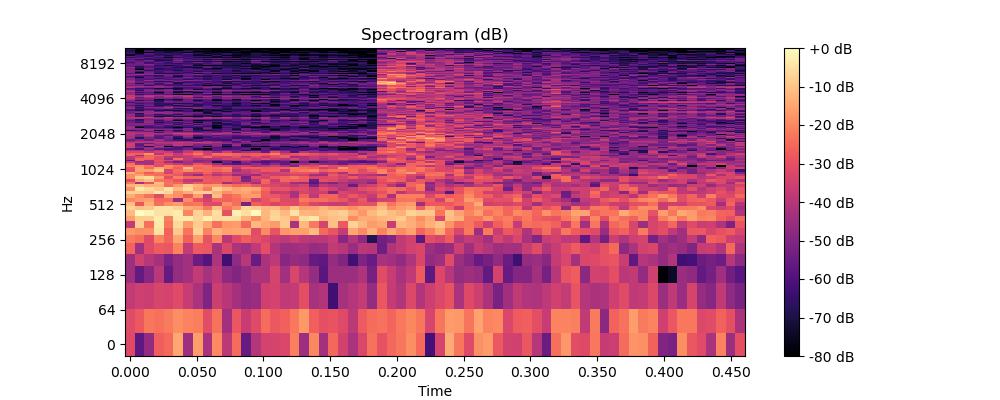 Spectrogram (dB)
Hz
8192
4096
2048
1024
512
256
128
64
0
0.000 0.050 0.100 0.150 0.200 0.250 0.300 0.350 0.400 0.450
Time
+0 dB
-10 dB
-20 dB
-30 dB
-40 dB
-50 dB
-60 dB
-70 dB
-80 dB